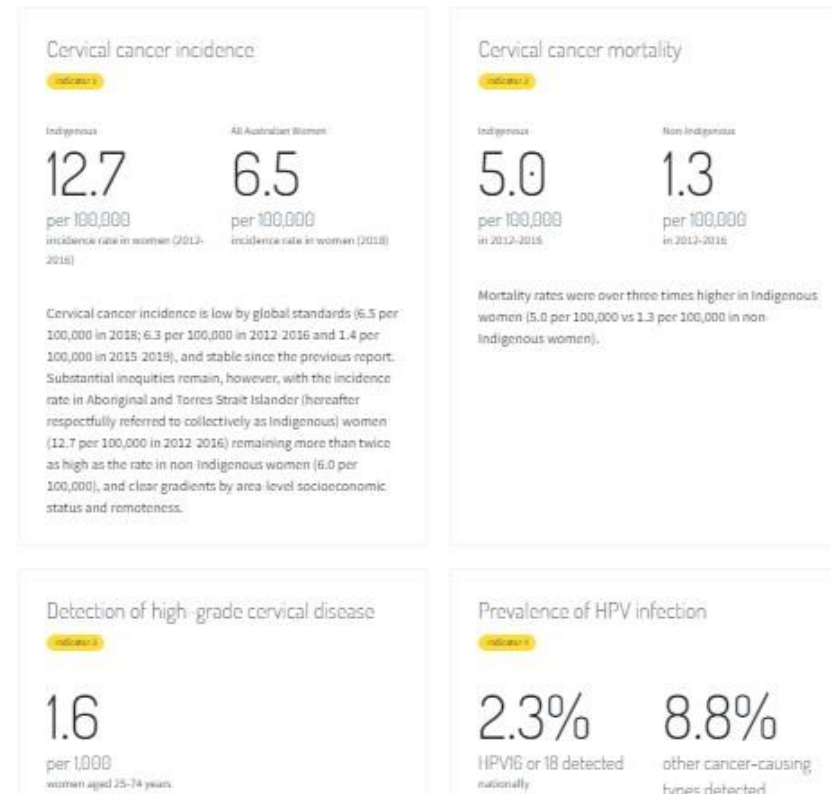 Cervical cancer incidence
Indicator 1
Indigenous
All Australian Women
12.7
6.5
per 100,000
per 100,000
incidence rate in women (2012-
2016)
incidence rate in women (2018)
Cervical cancer incidence is low by global standards (6.5 per
100,000 in 2018; 6.3 per 100,000 in 2012-2016 and 1.4 per
100,000 in 2015-2019), and stable since the previous report.
Substantial inequities remain, however, with the incidence
rate in Aboriginal and Torres Strait Islander (hereafter
respectfully referred to collectively as Indigenous) women
(12.7 per 100,000 in 2012-2016) remaining more than twice
as high as the rate in non-Indigenous women (6.0 per
100,000), and clear gradients by area-level socioeconomic
status and remoteness.
Cervical cancer mortality
Indicator 2
Indigenous
Non-Indigenous
5.0
1.3
per 100,000
per 100,000
in 2012-2016
in 2012-2016
Mortality rates were over three times higher in Indigenous
women (5.0 per 100,000 vs 1.3 per 100,000 in non-
Indigenous women).
Detection of high-grade cervical disease
Indicator 3
1.6
per 1,000
women aged 25-74 years
Prevalence of HPV infection
Indicator 4
2.3%
8.8%
HPV16 or 18 detected
nationally
other cancer-causing
types detected